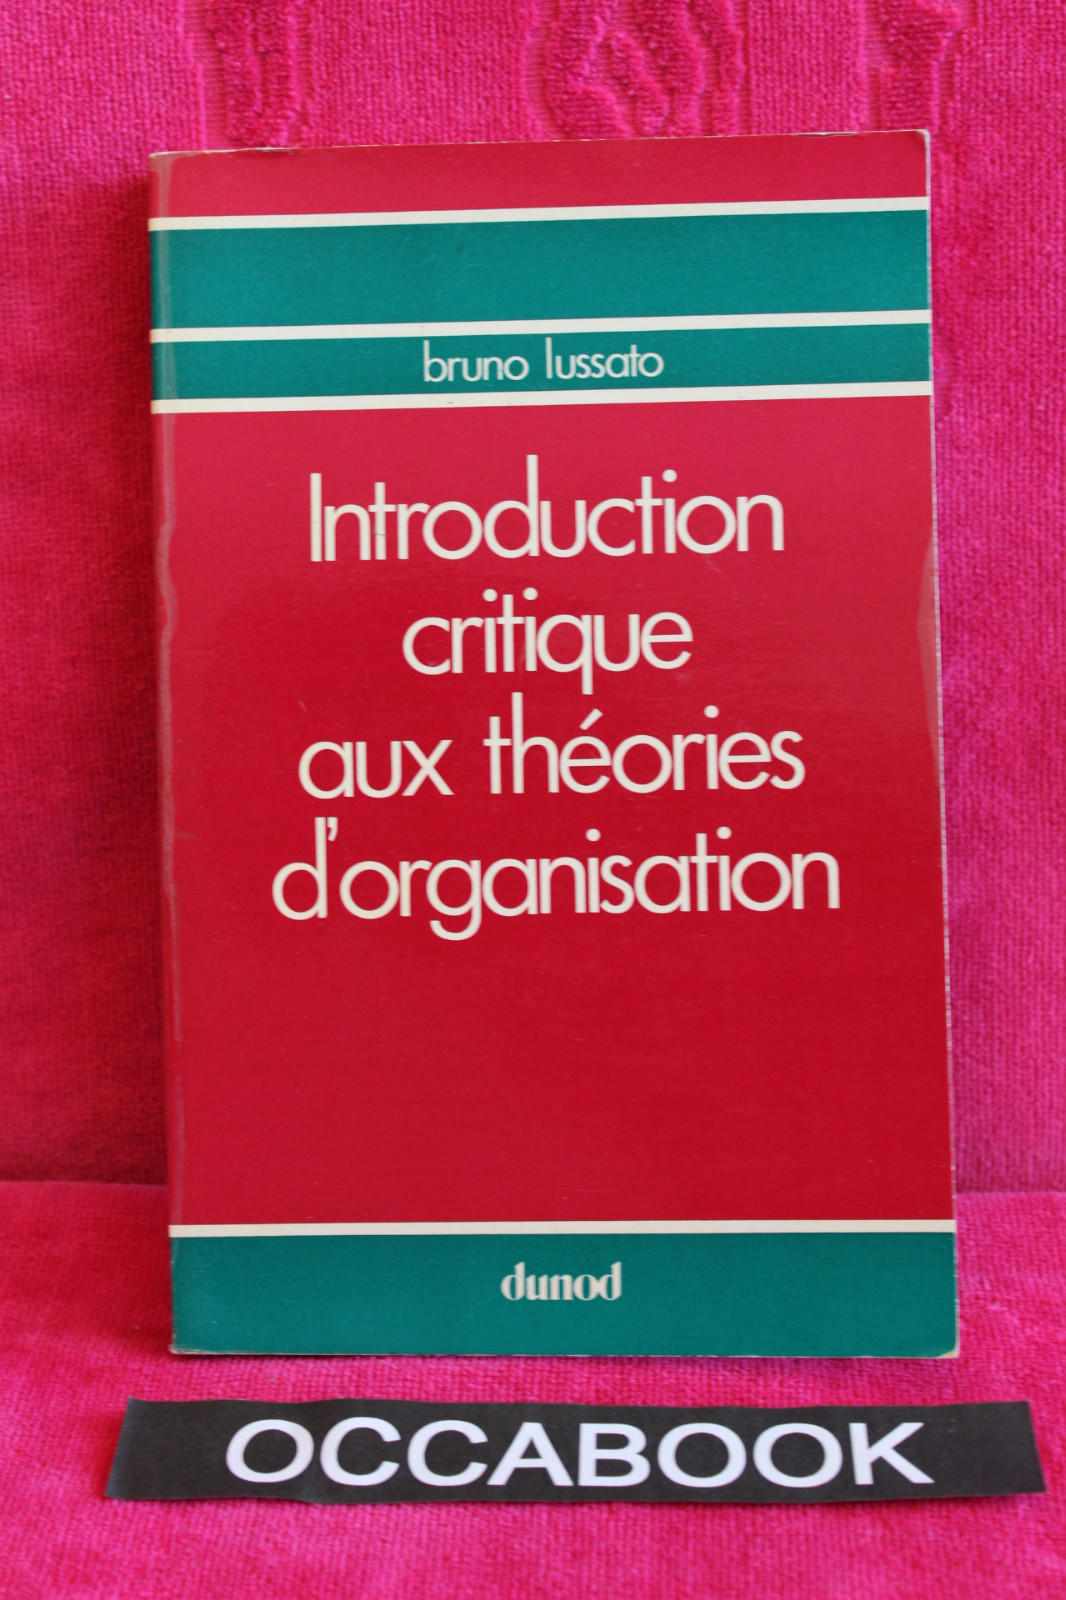 bruno lussato
Introduction
critique
aux théories
d'organisation
dunod
OCCABOOK